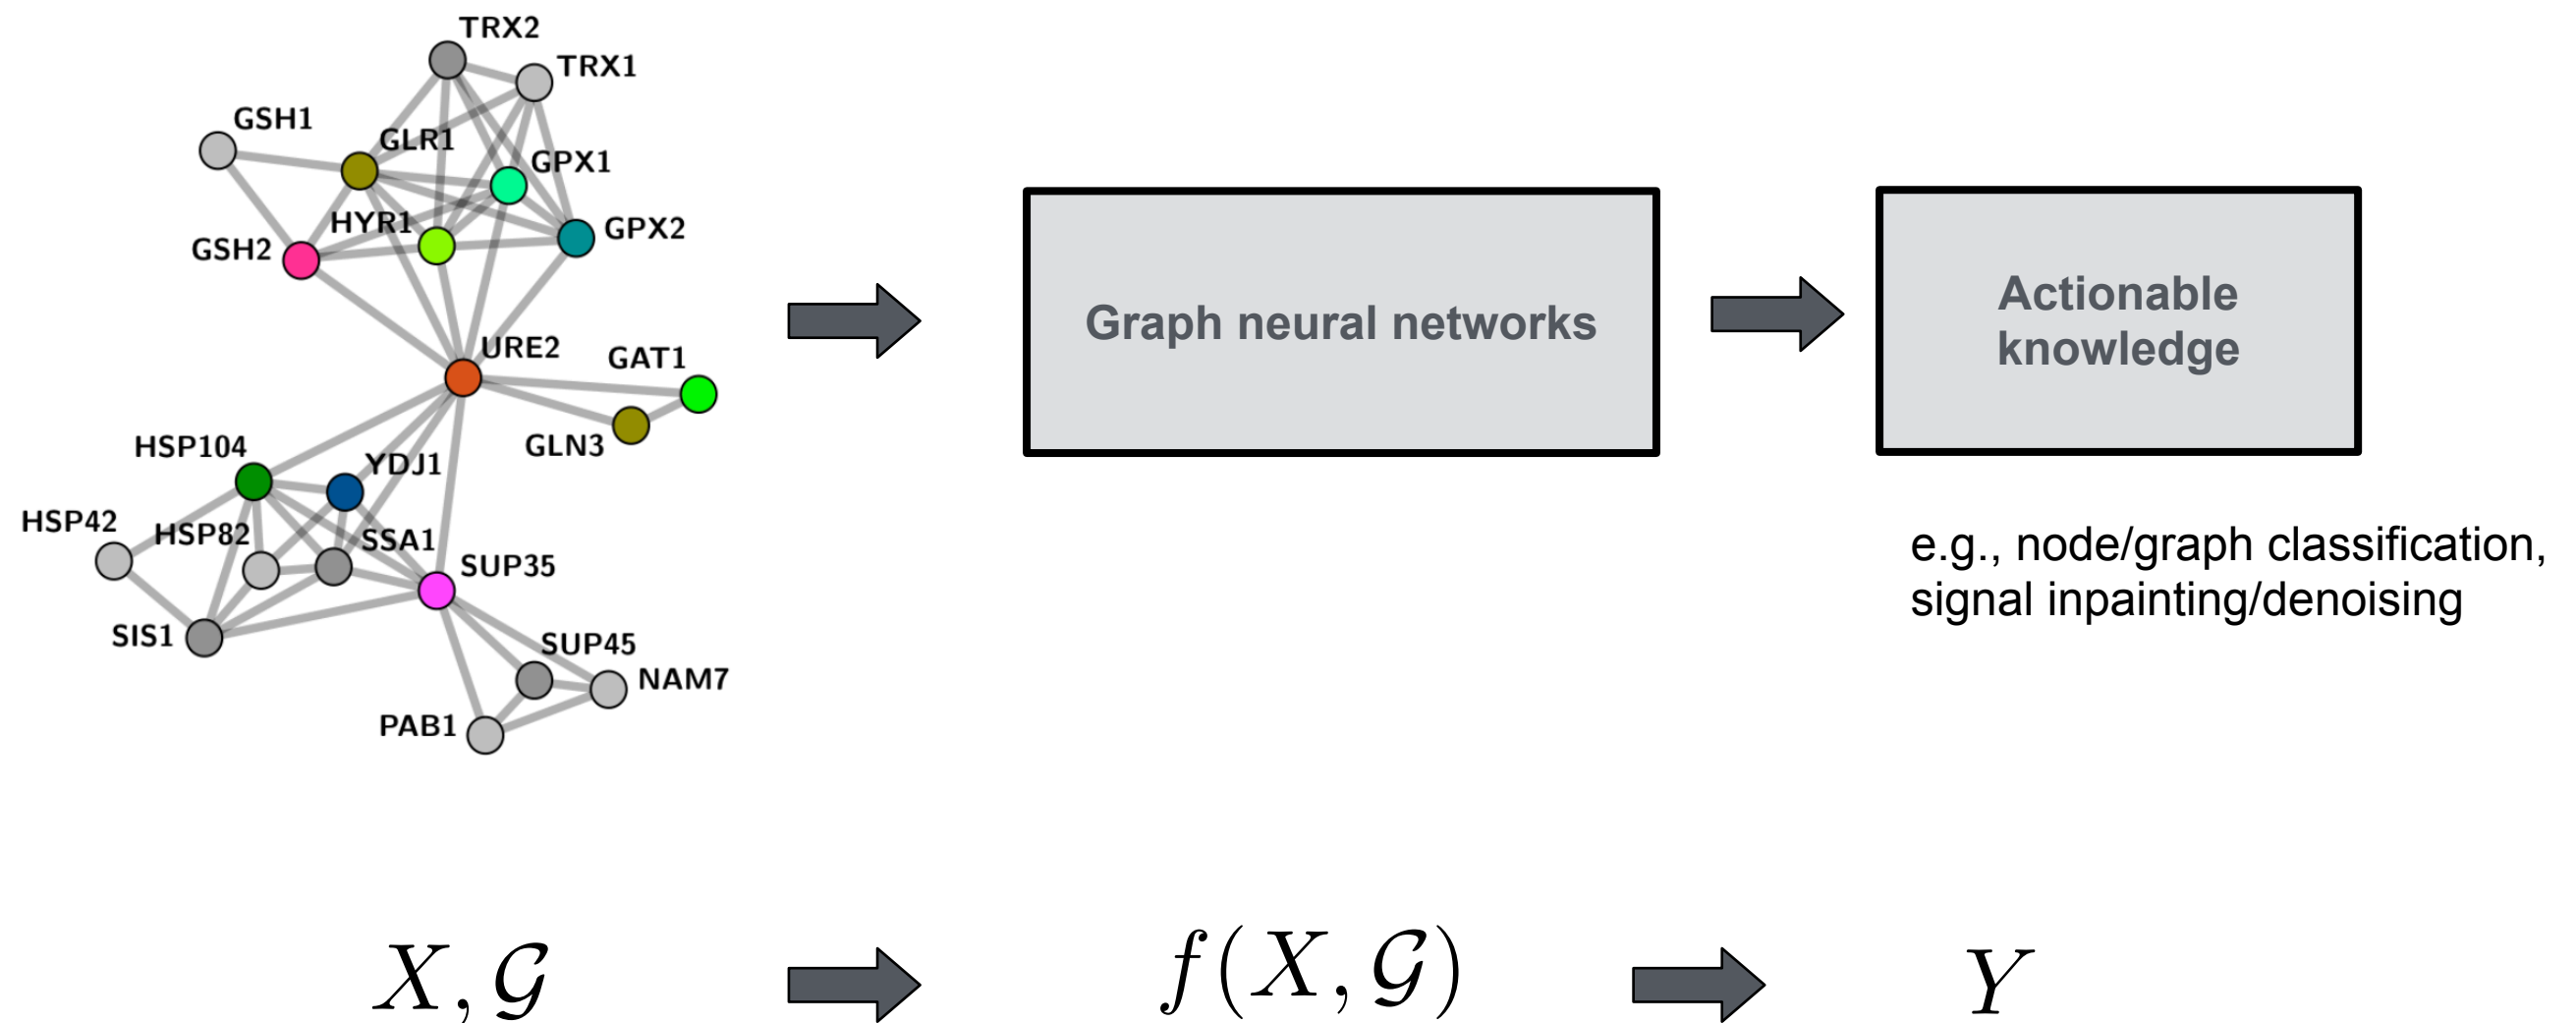 TRX2
TRX1
GSH1
GLR1
GPX1
HYR1
GPX2
GSH2
URE2
GAT1
GLN3
HSP104
YDJ1
HSP42
HSP82
SSA1
SUP35
SIS1
SUP45
NAM7
PAB1
Graph neural networks
Actionable
knowledge
e.g., node/graph classification,
signal inpainting/denoising
X, 𝒢
f(X, 𝒢)
Y